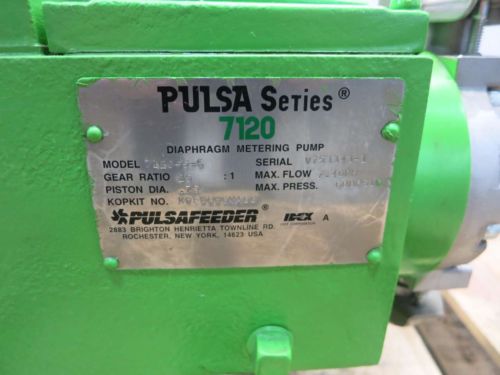 PULSA Series®
7120
DIAPHRAGM METERING PUMP
MODEL SERIAL
GEAR RATIO :1 MAX. FLOW
PISTON DIA. MAX. PRESS.
KOPKIT NO.
PULSAFEEDER® IDEX A
2883 BRIGHTON HENRIETTA TOWNLINE RD.
ROCHESTER, NEW YORK, 14623 USA